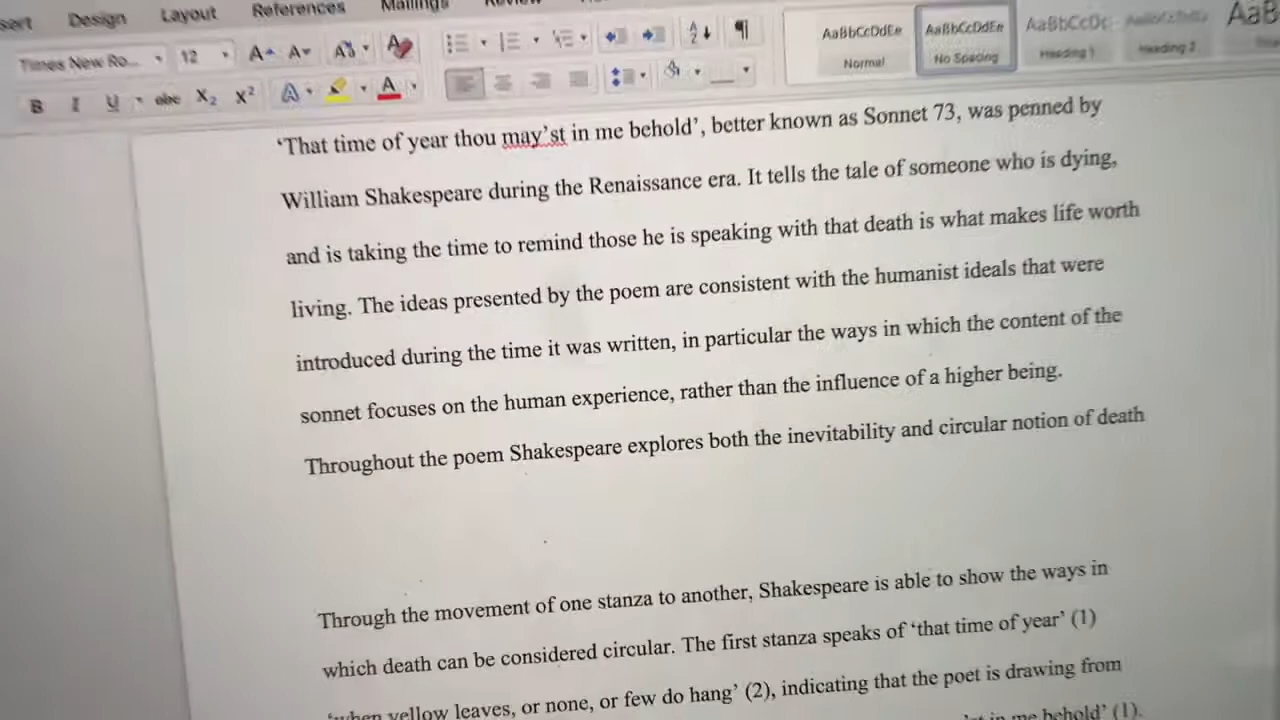 Design Layout References Mailings
Times New Ro... 12
B I U abc X₂ X² A A
AaBbCcDdEe AaBbCcDdEe AaBbCcDc AaB
Normal No Spacing Heading 1 Heading 2
‘That time of year thou may’st in me behold’, better known as Sonnet 73, was penned by
William Shakespeare during the Renaissance era. It tells the tale of someone who is dying,
and is taking the time to remind those he is speaking with that death is what makes life worth
living. The ideas presented by the poem are consistent with the humanist ideals that were
introduced during the time it was written, in particular the ways in which the content of the
sonnet focuses on the human experience, rather than the influence of a higher being.
Throughout the poem Shakespeare explores both the inevitability and circular notion of death
Through the movement of one stanza to another, Shakespeare is able to show the ways in
which death can be considered circular. The first stanza speaks of ‘that time of year’ (1)
‘when yellow leaves, or none, or few do hang’ (2), indicating that the poet is drawing from
in me behold’ (1).